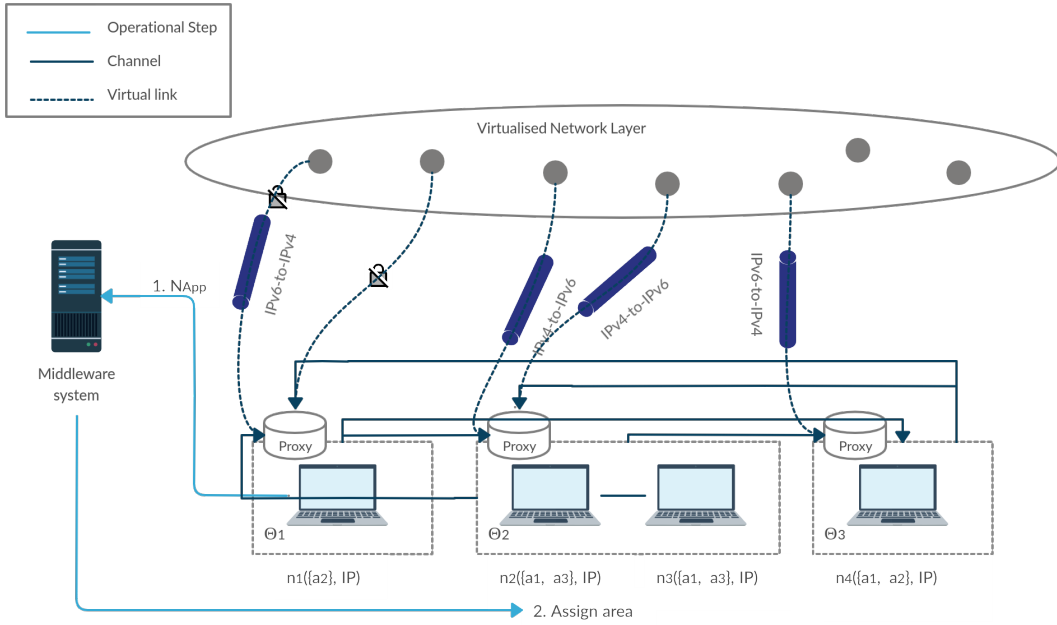 Operational Step
Channel
Virtual link
Virtualised Network Layer
IPv6-to-IPv4
IPv4-to-IPv6
IPv4-to-IPv6
IPv6-to-IPv4
1. NApp
Middleware
system
Proxy
Proxy
Proxy
Θ1
Θ2
Θ3
n1({a2}, IP)
n2({a1, a3}, IP)
n3({a1, a3}, IP)
n4({a1, a2}, IP)
2. Assign area